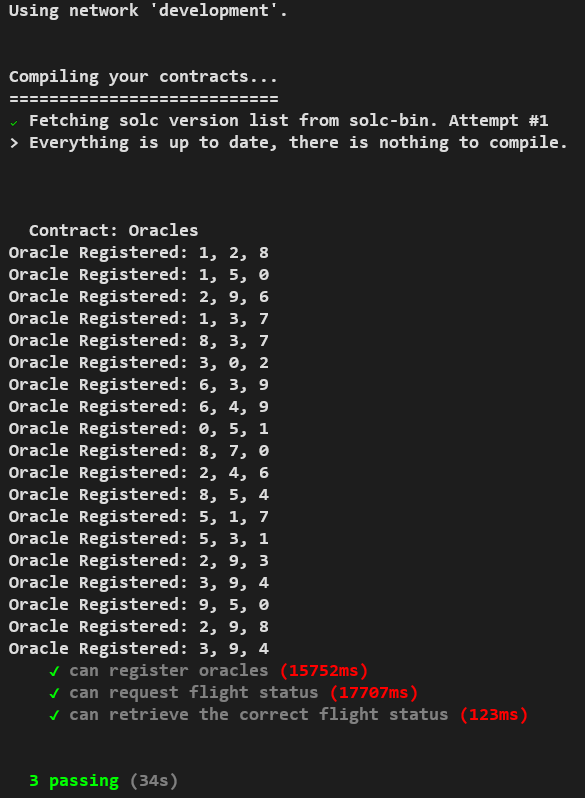 Using network 'development'.
Compiling your contracts...
===========================
✓ Fetching solc version list from solc-bin. Attempt #1
> Everything is up to date, there is nothing to compile.
Contract: Oracles
Oracle Registered: 1, 2, 8
Oracle Registered: 1, 5, 0
Oracle Registered: 2, 9, 6
Oracle Registered: 1, 3, 7
Oracle Registered: 8, 3, 7
Oracle Registered: 3, 0, 2
Oracle Registered: 6, 3, 9
Oracle Registered: 6, 4, 9
Oracle Registered: 0, 5, 1
Oracle Registered: 8, 7, 0
Oracle Registered: 2, 4, 6
Oracle Registered: 8, 5, 4
Oracle Registered: 5, 1, 7
Oracle Registered: 5, 3, 1
Oracle Registered: 2, 9, 3
Oracle Registered: 3, 9, 4
Oracle Registered: 9, 5, 0
Oracle Registered: 2, 9, 8
Oracle Registered: 3, 9, 4
✓ can register oracles (15752ms)
✓ can request flight status (17707ms)
✓ can retrieve the correct flight status (123ms)
3 passing (34s)